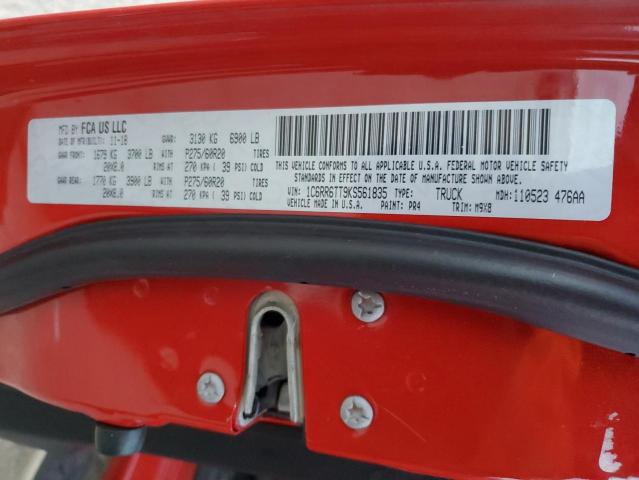 MFD BY FCA US LLC
DATE OF MFR(BUILT): 11-18 GVWR: 3130 KG 6900 LB
GAWR FRONT: 1679 KG 3700 LB WITH P275/60R20 TIRES
20X8.0 RIMS AT 270 KPA ( 39 PSI) COLD
GAWR REAR: 1770 KG 3900 LB WITH P275/60R20 TIRES
20X8.0 RIMS AT 270 KPA ( 39 PSI) COLD
THIS VEHICLE CONFORMS TO ALL APPLICABLE U.S.A. FEDERAL MOTOR VEHICLE SAFETY
STANDARDS IN EFFECT ON THE DATE OF MANUFACTURE SHOWN ABOVE.
VIN: 1C6RR6TT9KS561835 TYPE: TRUCK MDH:110523 476AA
VEHICLE MADE IN U.S.A. PAINT: PR4 TRIM: M9X8